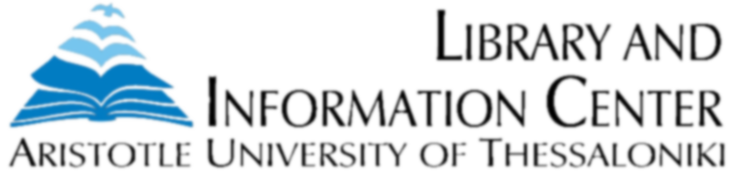 LIBRARY AND
INFORMATION CENTER
ARISTOTLE UNIVERSITY OF THESSALONIKI